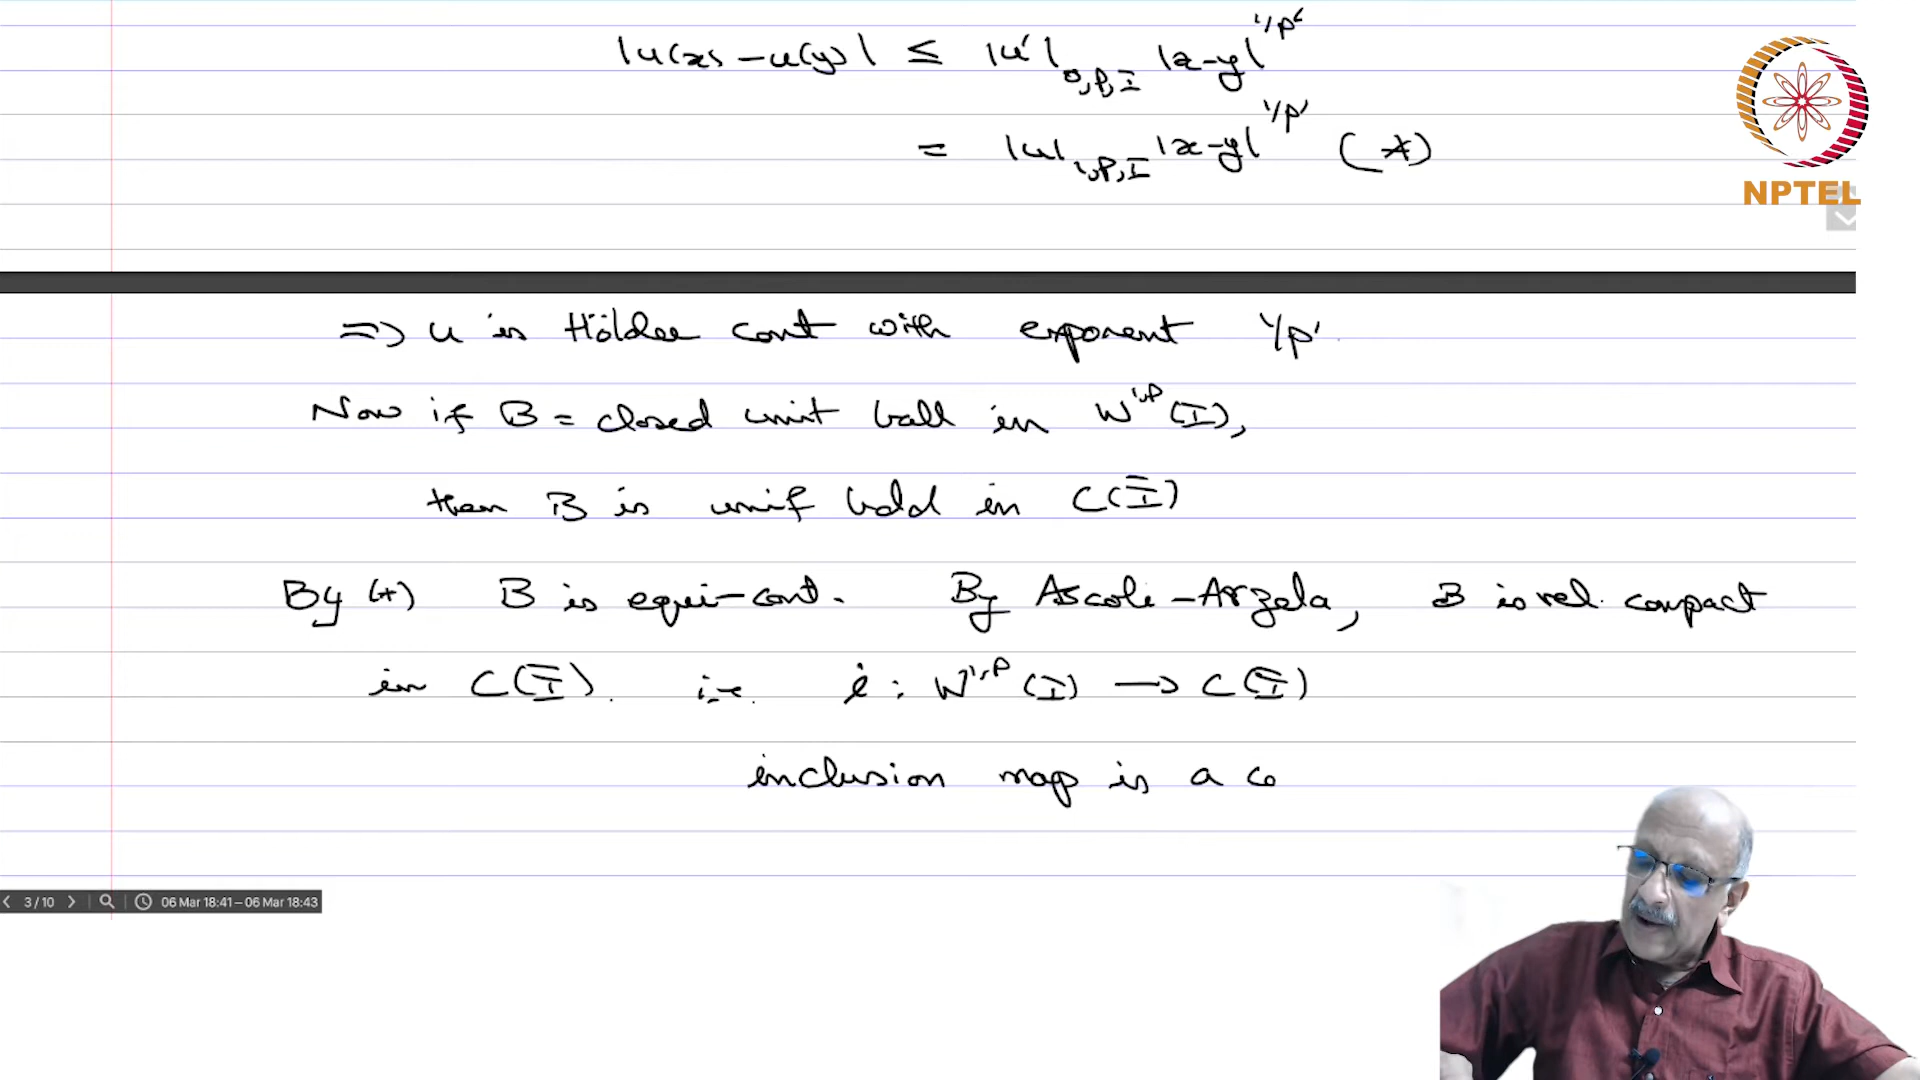 |u(x) - u(y)| ≤ |u'|₀,p,I |x-y|^{1/p'}
= |u|₁,p,I |x-y|^{1/p'} (*)
NPTEL
=> u is Hölder cont with exponent 1/p'.
Now if B = closed unit ball in W^{1,p}(I),
then B is unif bdd in C(Ī)
By (*) B is equi-cont. By Ascoli-Arzela, B is rel. compact
in C(Ī). i.e. i : W^{1,p}(I) → C(Ī)
inclusion map is a co
3/10 06 Mar 18:41 – 06 Mar 18:43